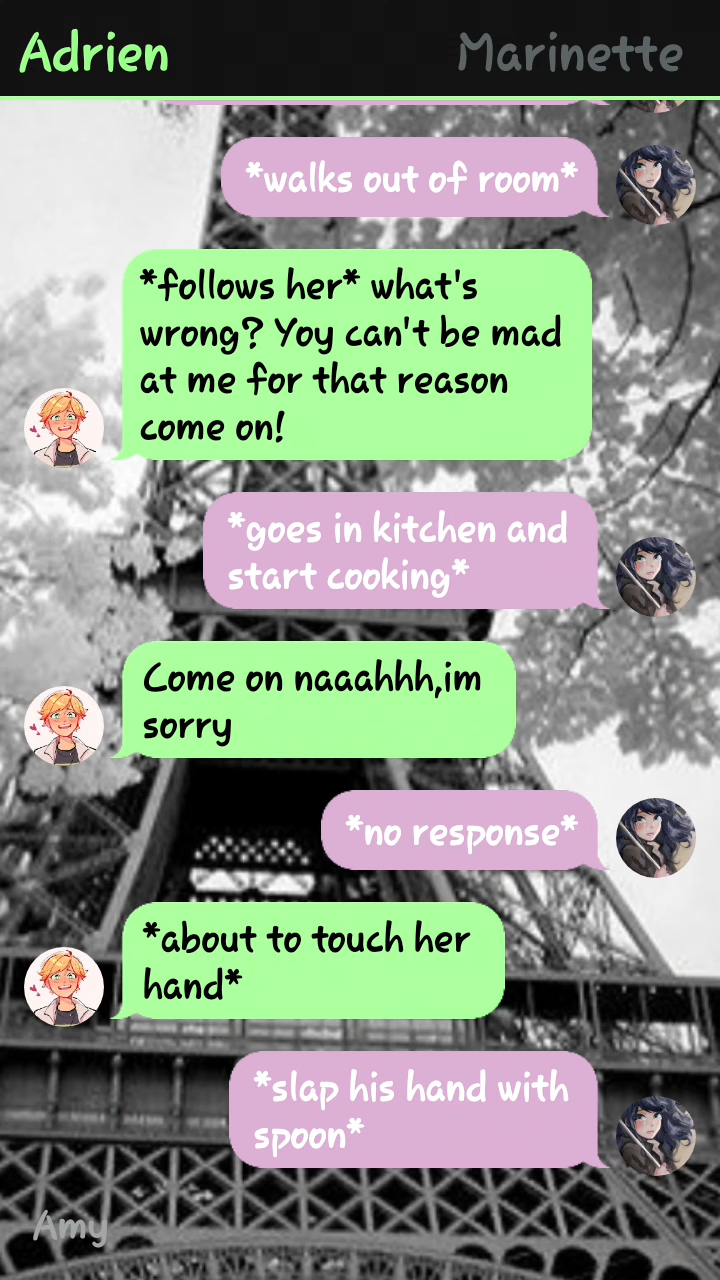 Adrien Marinette
*walks out of room*
*follows her* what's
wrong? Yoy can't be mad
at me for that reason
come on!
*goes in kitchen and
start cooking*
Come on naaahhh,im
sorry
*no response*
*about to touch her
hand*
*slap his hand with
spoon*
Amy